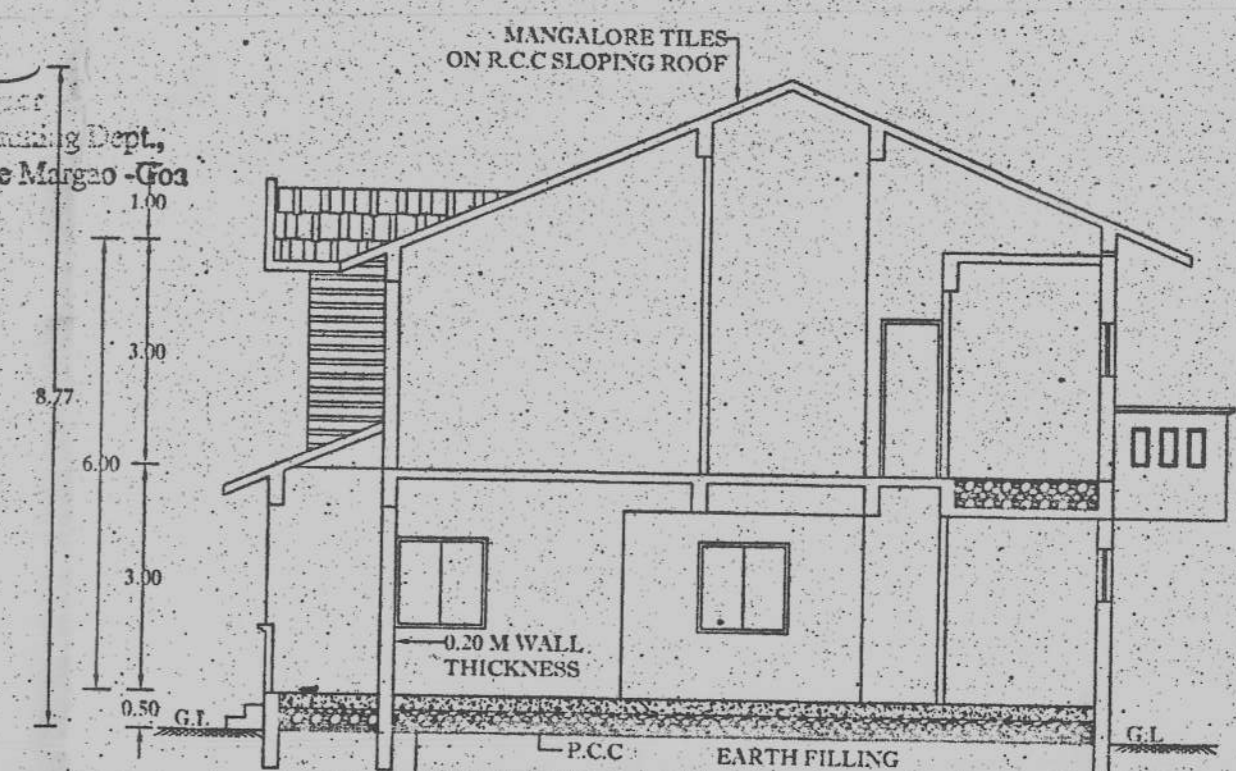 MANGALORE TILES
ON R.C.C SLOPING ROOF
Dept.,
Margao -Goa
1.00
3.00
8.77
6.00
3.00
0.20 M WALL
THICKNESS
0.50
G.L
P.C.C
EARTH FILLING
G.L